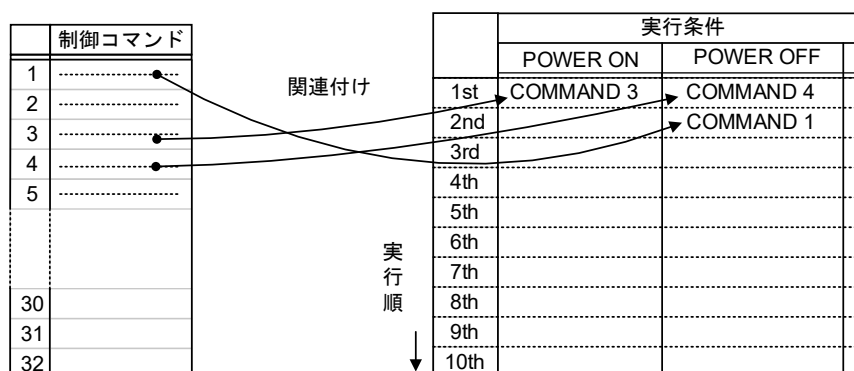 制御コマンド
1
2
3
4
5
30
31
32
関連付け
実行順
実行条件
POWER ON POWER OFF
1st COMMAND 3 COMMAND 4
2nd COMMAND 1
3rd
4th
5th
6th
7th
8th
9th
10th